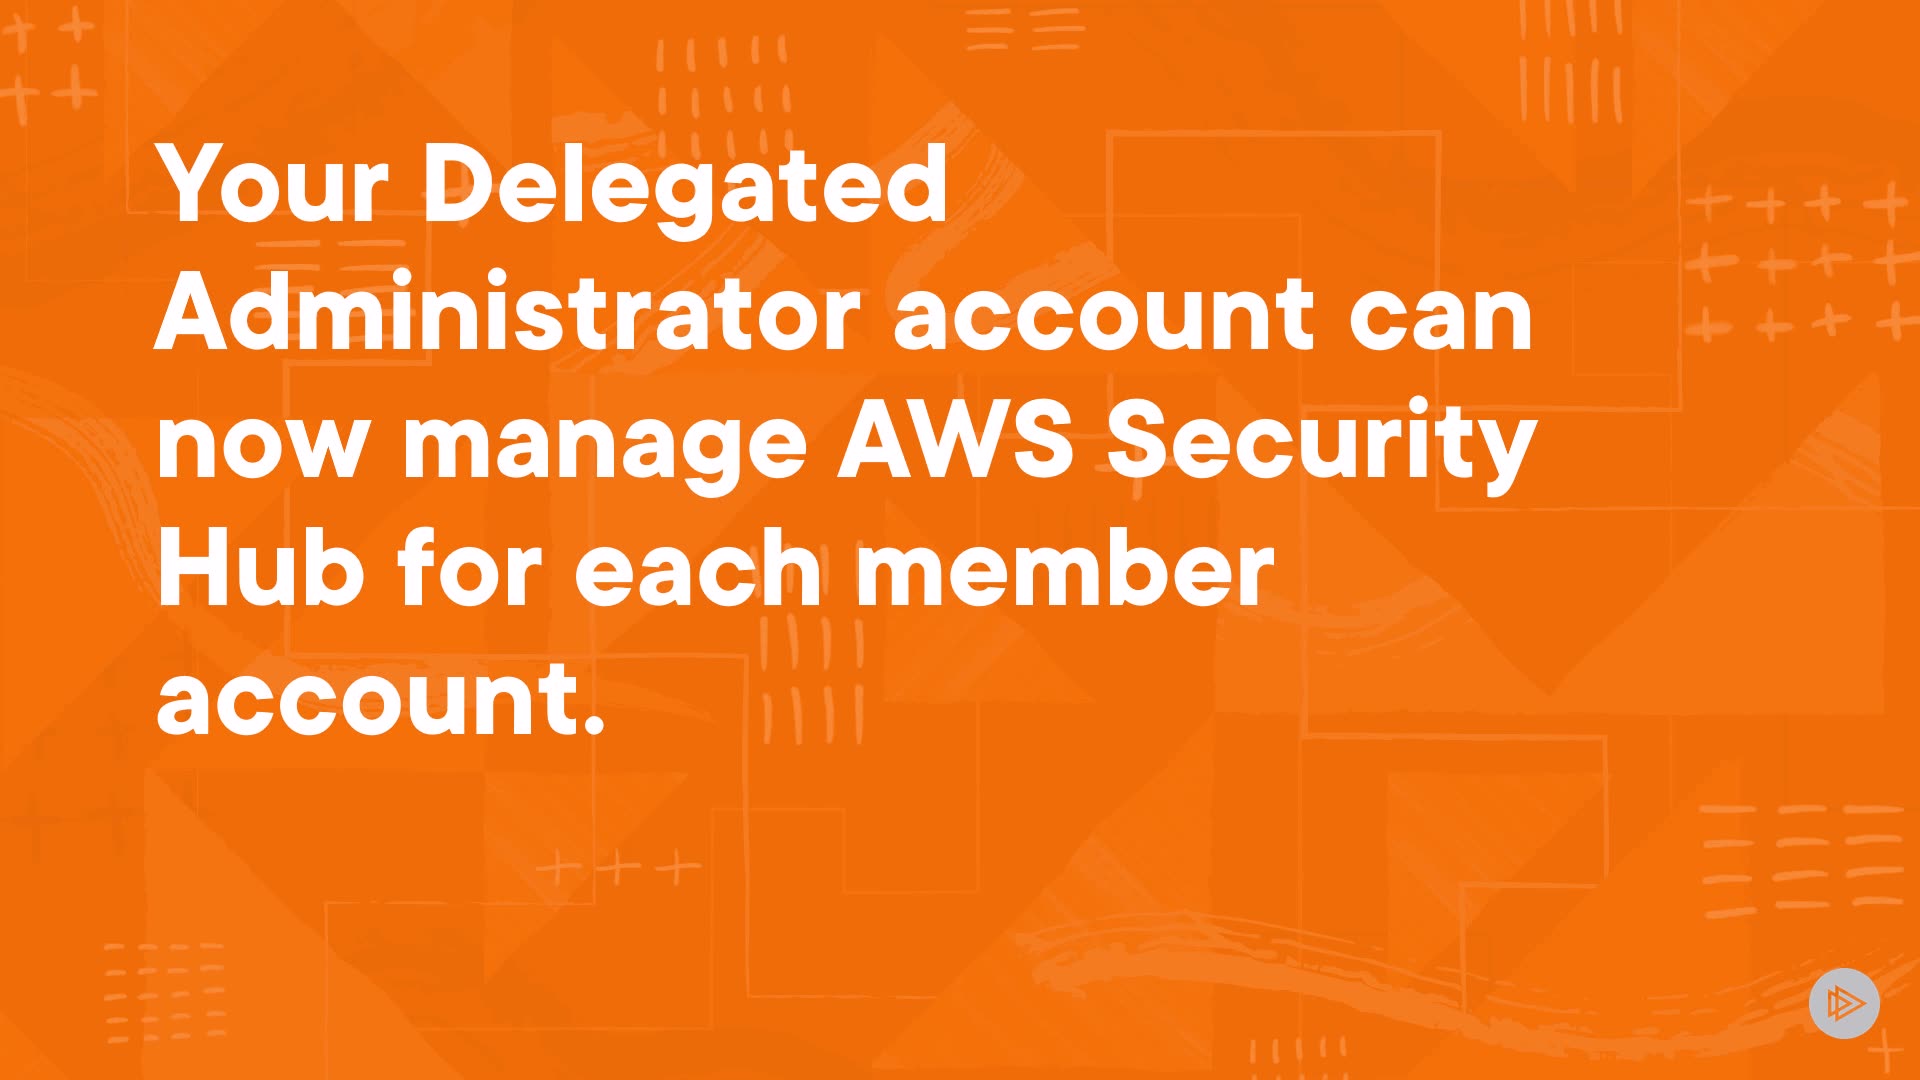 Your Delegated
Administrator account can
now manage AWS Security
Hub for each member
account.